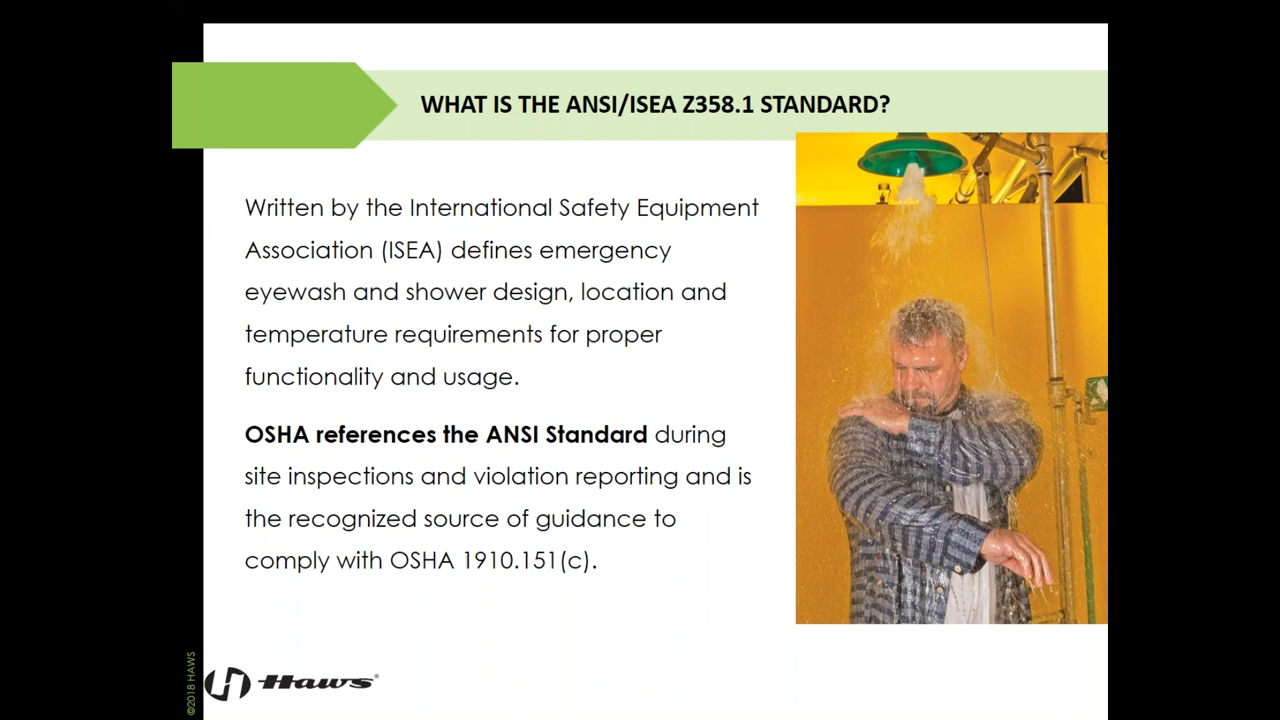 WHAT IS THE ANSI/ISEA Z358.1 STANDARD?
Written by the International Safety Equipment
Association (ISEA) defines emergency
eyewash and shower design, location and
temperature requirements for proper
functionality and usage.
OSHA references the ANSI Standard during
site inspections and violation reporting and is
the recognized source of guidance to
comply with OSHA 1910.151(c).
©2018 HAWS
Haws®